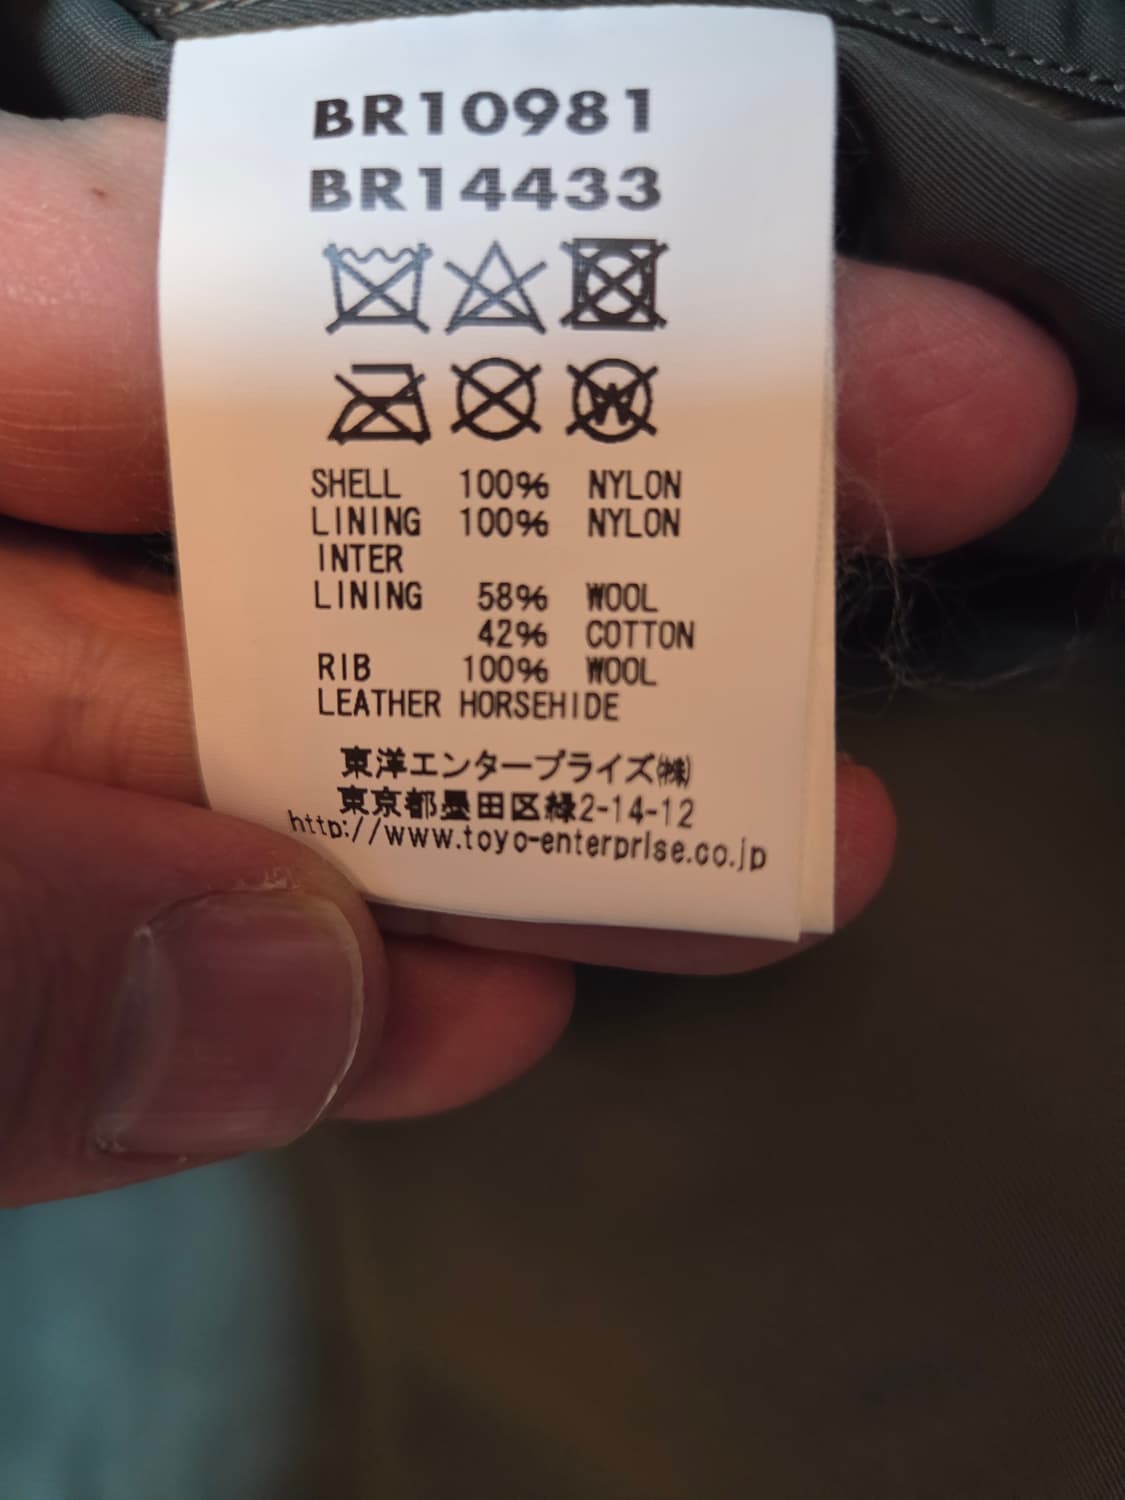 BR10981
BR14433
SHELL 100% NYLON
LINING 100% NYLON
INTER
LINING 58% WOOL
42% COTTON
RIB 100% WOOL
LEATHER HORSEHIDE
東洋エンタープライズ㈱
東京都墨田区緑2-14-12
http://www.toyo-enterprise.co.jp